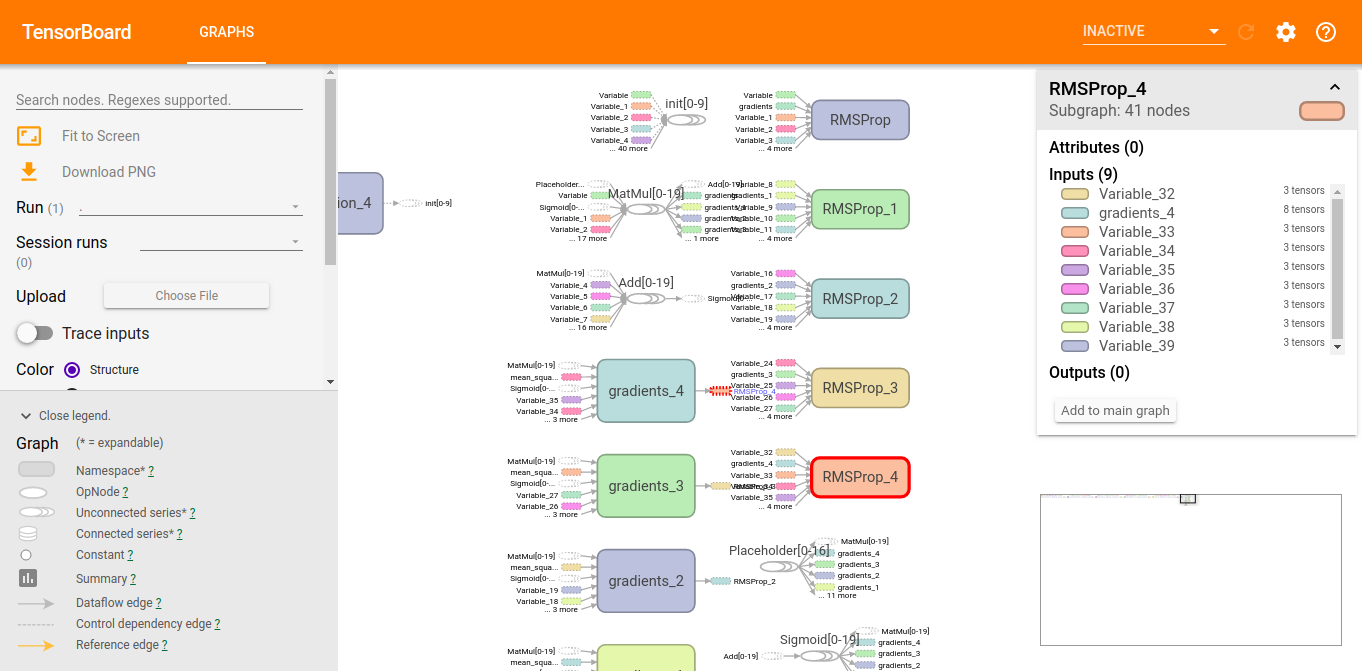 TensorBoard
GRAPHS
INACTIVE
Search nodes. Regexes supported.
Fit to Screen
Download PNG
Run (1) .
Session runs
(0)
Upload
Choose File
Trace inputs
Color
Structure
Close legend.
Graph
(* = expandable)
Namespace* ?
OpNode ?
Unconnected series* ?
Connected series* ?
Constant ?
Summary ?
Dataflow edge ?
Control dependency edge ?
Reference edge ?
ion_4
init[0-9]
Variable
Variable_1
Variable_2
Variable_3
Variable_4
... 40 more
init[0-9]
Variable
gradients
Variable_1
Variable_2
Variable_3
... 4 more
RMSProp
Placeholder...
Variable
Sigmoid[0-...
Variable_1
Variable_2
... 17 more
MatMul[0-19]
Add[0-19]
gradients
gradients_3
... 1 more
Variable_8
gradients_1
Variable_9
Variable_10
Variable_11
... 4 more
RMSProp_1
MatMul[0-19]
Variable_4
Variable_5
Variable_6
Variable_7
... 16 more
Add[0-19]
Sigmoid[0-...
Variable_16
gradients_2
Variable_17
Variable_18
Variable_19
... 4 more
RMSProp_2
MatMul[0-19]
mean_squa...
Sigmoid[0-...
Variable_35
Variable_34
... 3 more
gradients_4
RMSProp_4
Variable_24
gradients_3
Variable_25
Variable_26
Variable_27
... 4 more
RMSProp_3
MatMul[0-19]
mean_squa...
Sigmoid[0-...
Variable_27
Variable_26
... 3 more
gradients_3
Variable_32
gradients_4
Variable_33
Variable_35
... 4 more
RMSProp_4
MatMul[0-19]
mean_squa...
Sigmoid[0-...
Variable_19
Variable_18
... 3 more
gradients_2
RMSProp_2
Placeholder[0-16]
MatMul[0-19]
gradients_4
gradients_3
gradients_2
gradients_1
... 11 more
MatMul[0-19]
mean_squa...
Sigmoid[0-19]
Add[0-19]
MatMul[0-19]
gradients_4
gradients_3
gradients_2
RMSProp_4
Subgraph: 41 nodes
Attributes (0)
Inputs (9)
Variable_32 3 tensors
gradients_4 8 tensors
Variable_33 3 tensors
Variable_34 3 tensors
Variable_35 3 tensors
Variable_36 3 tensors
Variable_37 3 tensors
Variable_38 3 tensors
Variable_39 3 tensors
Outputs (0)
Add to main graph